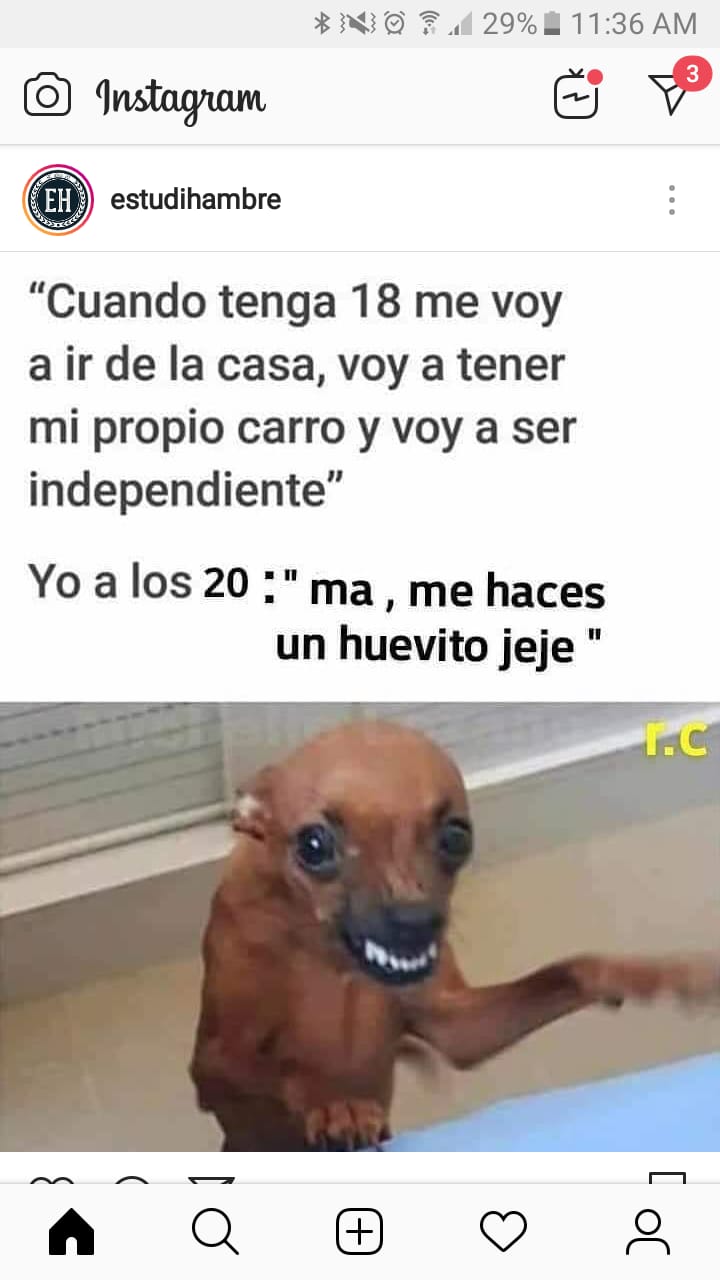 29% 11:36 AM
Instagram
3
EH
estudihambre
“Cuando tenga 18 me voy
a ir de la casa, voy a tener
mi propio carro y voy a ser
independiente”
Yo a los 20 :" ma , me haces
un huevito jeje "
r.c